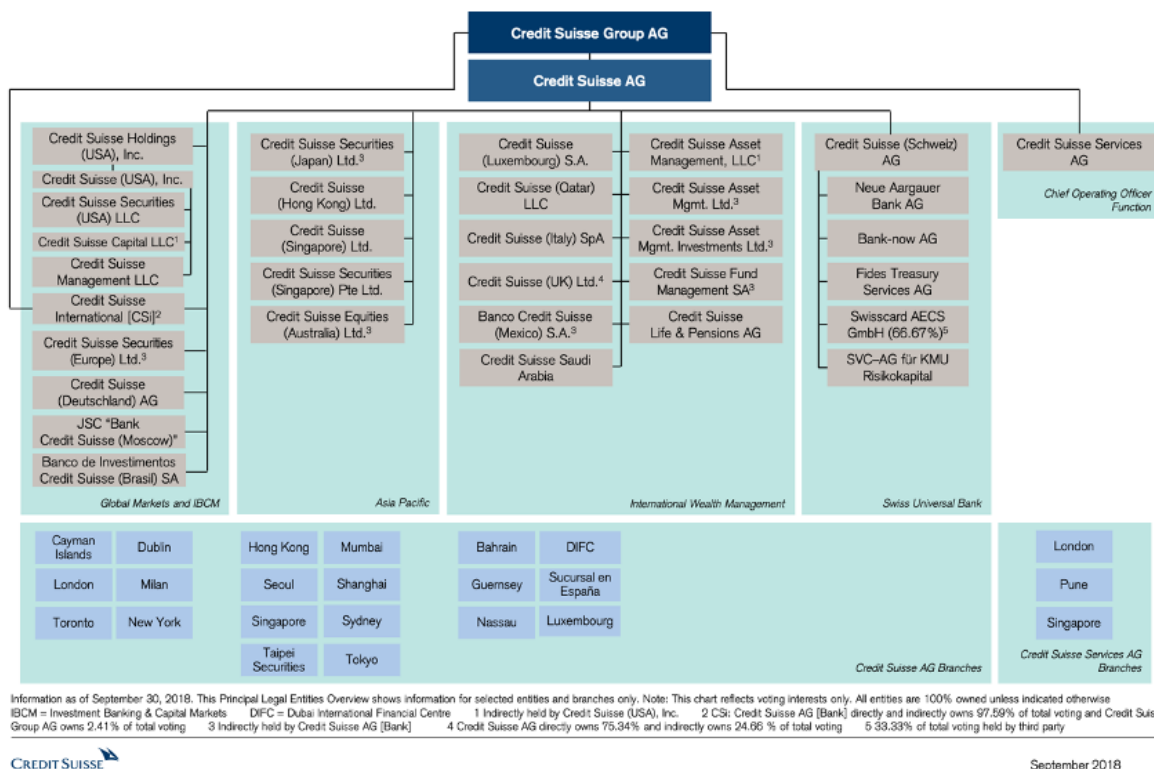 Credit Suisse Group AG
Credit Suisse AG
Credit Suisse Holdings
(USA), Inc.
Credit Suisse (USA), Inc.
Credit Suisse Securities
(USA) LLC
Credit Suisse Capital LLC¹
Credit Suisse
Management LLC
Credit Suisse
International [CSi]²
Credit Suisse Securities
(Europe) Ltd.³
Credit Suisse
(Deutschland) AG
JSC "Bank
Credit Suisse (Moscow)"
Banco de Investimentos
Credit Suisse (Brasil) SA
Global Markets and IBCM
Credit Suisse Securities
(Japan) Ltd.³
Credit Suisse
(Hong Kong) Ltd.
Credit Suisse
(Singapore) Ltd.
Credit Suisse Securities
(Singapore) Pte Ltd.
Credit Suisse Equities
(Australia) Ltd.³
Asia Pacific
Credit Suisse
(Luxembourg) S.A.
Credit Suisse (Qatar)
LLC
Credit Suisse (Italy) SpA
Credit Suisse (UK) Ltd.⁴
Banco Credit Suisse
(Mexico) S.A.³
Credit Suisse Saudi
Arabia
Credit Suisse Asset
Management, LLC¹
Credit Suisse Asset
Mgmt. Ltd.³
Credit Suisse Asset
Mgmt. Investments Ltd.³
Credit Suisse Fund
Management SA³
Credit Suisse
Life & Pensions AG
International Wealth Management
Credit Suisse (Schweiz)
AG
Neue Aargauer
Bank AG
Bank-now AG
Fides Treasury
Services AG
Swisscard AECS
GmbH (66.67%)⁵
SVC–AG für KMU
Risikokapital
Swiss Universal Bank
Credit Suisse Services
AG
Chief Operating Officer
Function
Cayman
Islands
Dublin
London
Milan
Toronto
New York
Hong Kong
Mumbai
Seoul
Shanghai
Singapore
Sydney
Taipei
Securities
Tokyo
Bahrain
DIFC
Guernsey
Sucursal en
España
Nassau
Luxembourg
Credit Suisse AG Branches
London
Pune
Singapore
Credit Suisse Services AG
Branches
Information as of September 30, 2018. This Principal Legal Entities Overview shows information for selected entities and branches only. Note: This chart reflects voting interests only. All entities are 100% owned unless indicated otherwise
IBCM = Investment Banking & Capital Markets DIFC = Dubai International Financial Centre 1 Indirectly held by Credit Suisse (USA), Inc. 2 CSi: Credit Suisse AG [Bank] directly and indirectly owns 97.59% of total voting and Credit Suis
Group AG owns 2.41% of total voting 3 Indirectly held by Credit Suisse AG [Bank] 4 Credit Suisse AG directly owns 75.34% and indirectly owns 24.66 % of total voting 5 33.33% of total voting held by third party
CREDIT SUISSE
September 2018